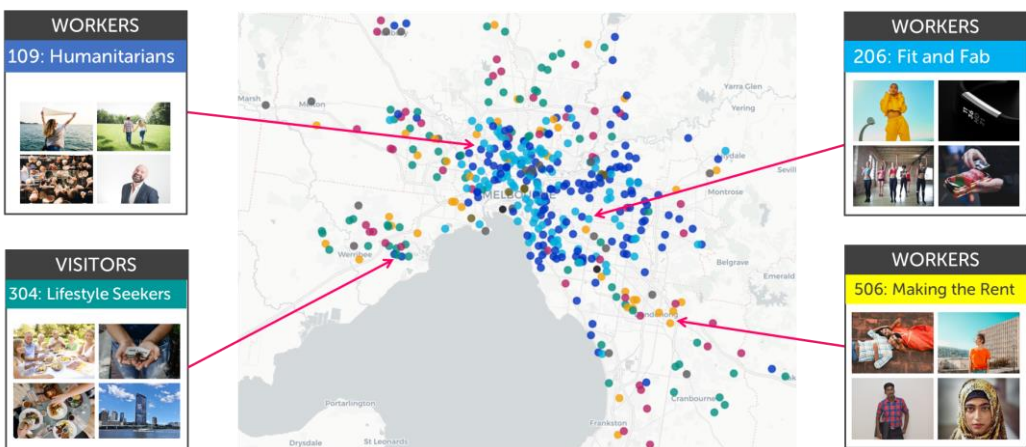 WORKERS
109: Humanitarians
WORKERS
206: Fit and Fab
VISITORS
304: Lifestyle Seekers
WORKERS
506: Making the Rent
Yarra Glen
Yering
Marsh
Melton
MELBOURNE
Montrose
Werribee
Belgrave
Emerald
Cranbourne
Portarlington
Frankston
Drysdale
St Leonards